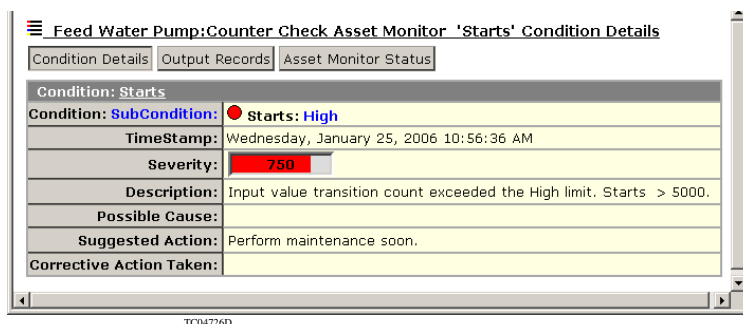 Feed Water Pump:Counter Check Asset Monitor 'Starts' Condition Details
Condition Details Output Records Asset Monitor Status
Condition: Starts
Condition: SubCondition: Starts: High
TimeStamp: Wednesday, January 25, 2006 10:56:36 AM
Severity: 750
Description: Input value transition count exceeded the High limit. Starts > 5000.
Possible Cause:
Suggested Action: Perform maintenance soon.
Corrective Action Taken:
TC04726D